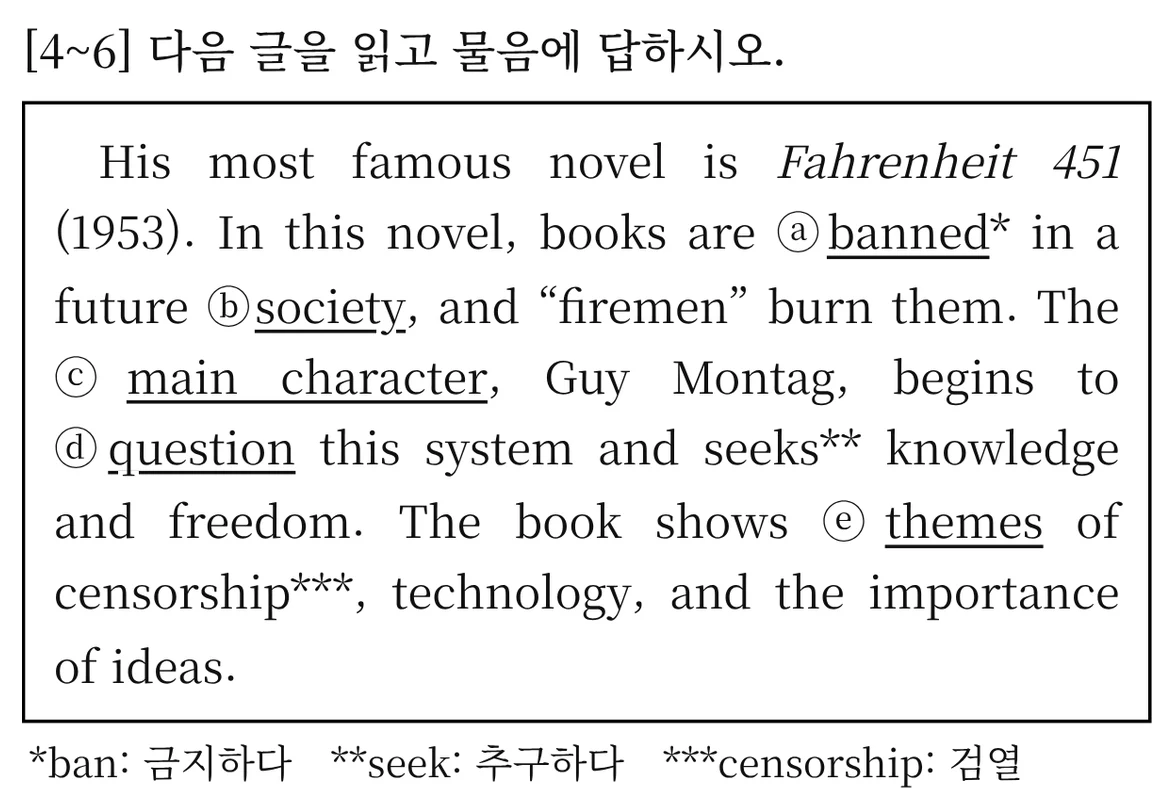 [4~6] 다음 글을 읽고 물음에 답하시오.
His most famous novel is Fahrenheit 451
(1953). In this novel, books are ⓐbanned* in a
future ⓑsociety, and “firemen” burn them. The
ⓒ main character, Guy Montag, begins to
ⓓquestion this system and seeks** knowledge
and freedom. The book shows ⓔ themes of
censorship***, technology, and the importance
of ideas.
*ban: 금지하다 **seek: 추구하다 ***censorship: 검열